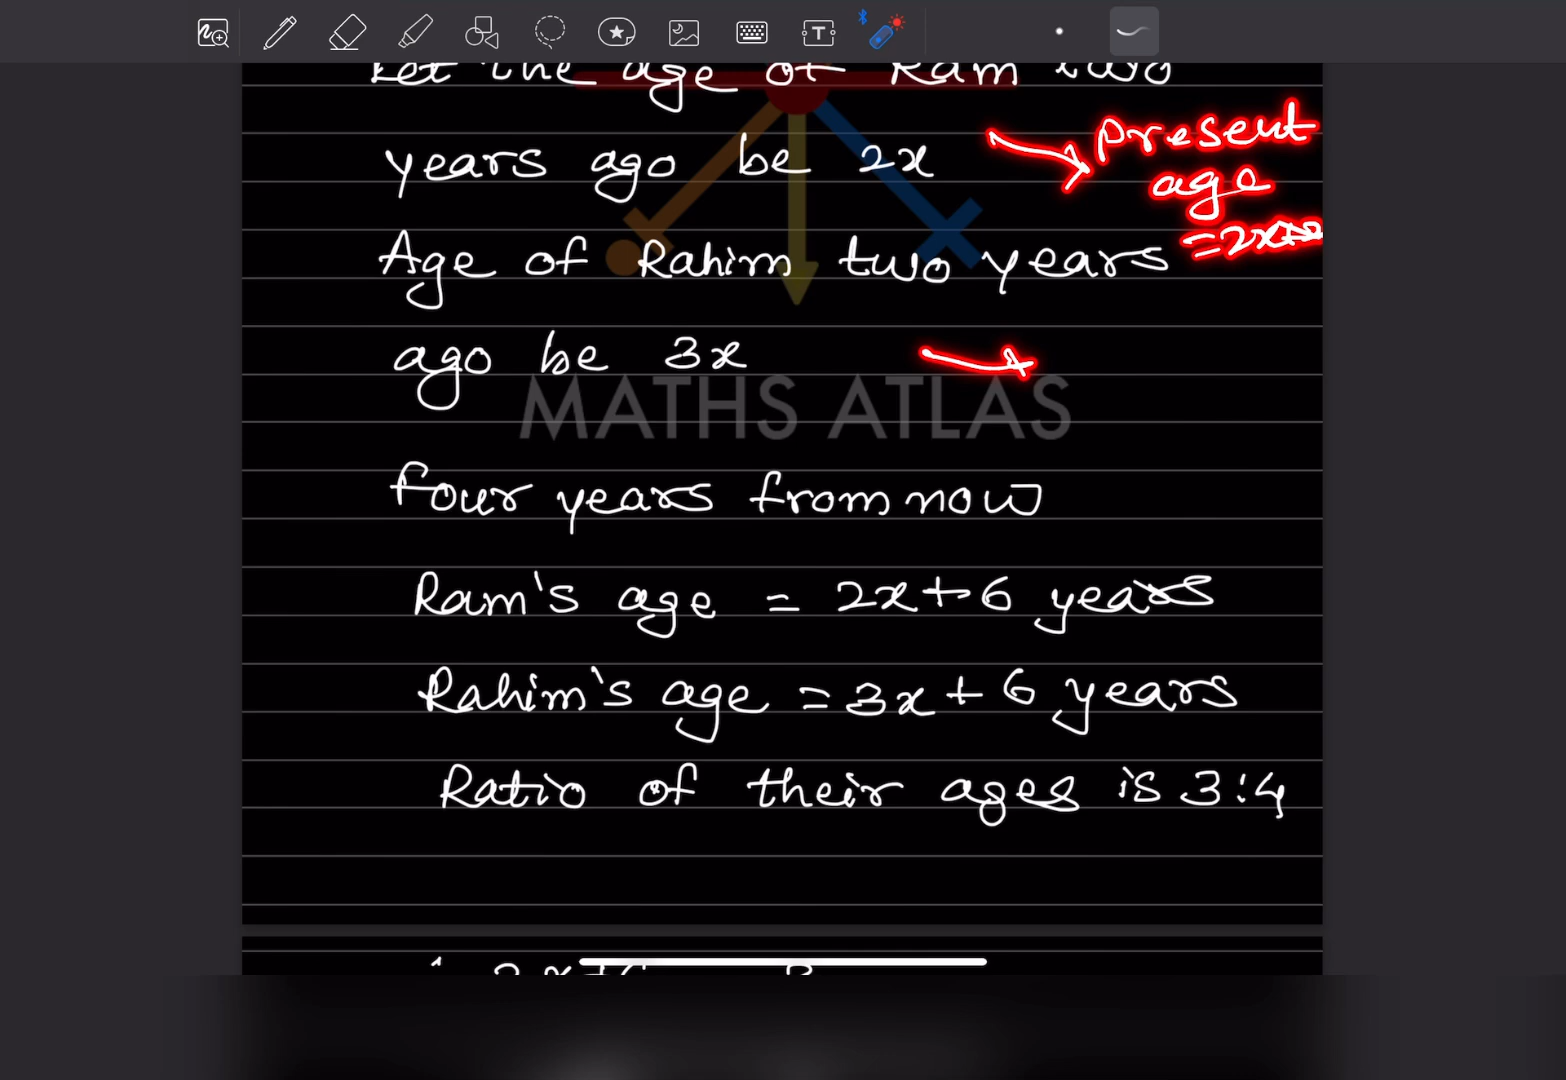 Let the age of Ram two
years ago be 2x
present
age
= 2x+2
Age of Rahim two years
ago be 3x
MATHS ATLAS
four years from now
Ram's age = 2x+6 years
Rahim's age = 3x+6 years
Ratio of their ages is 3:4